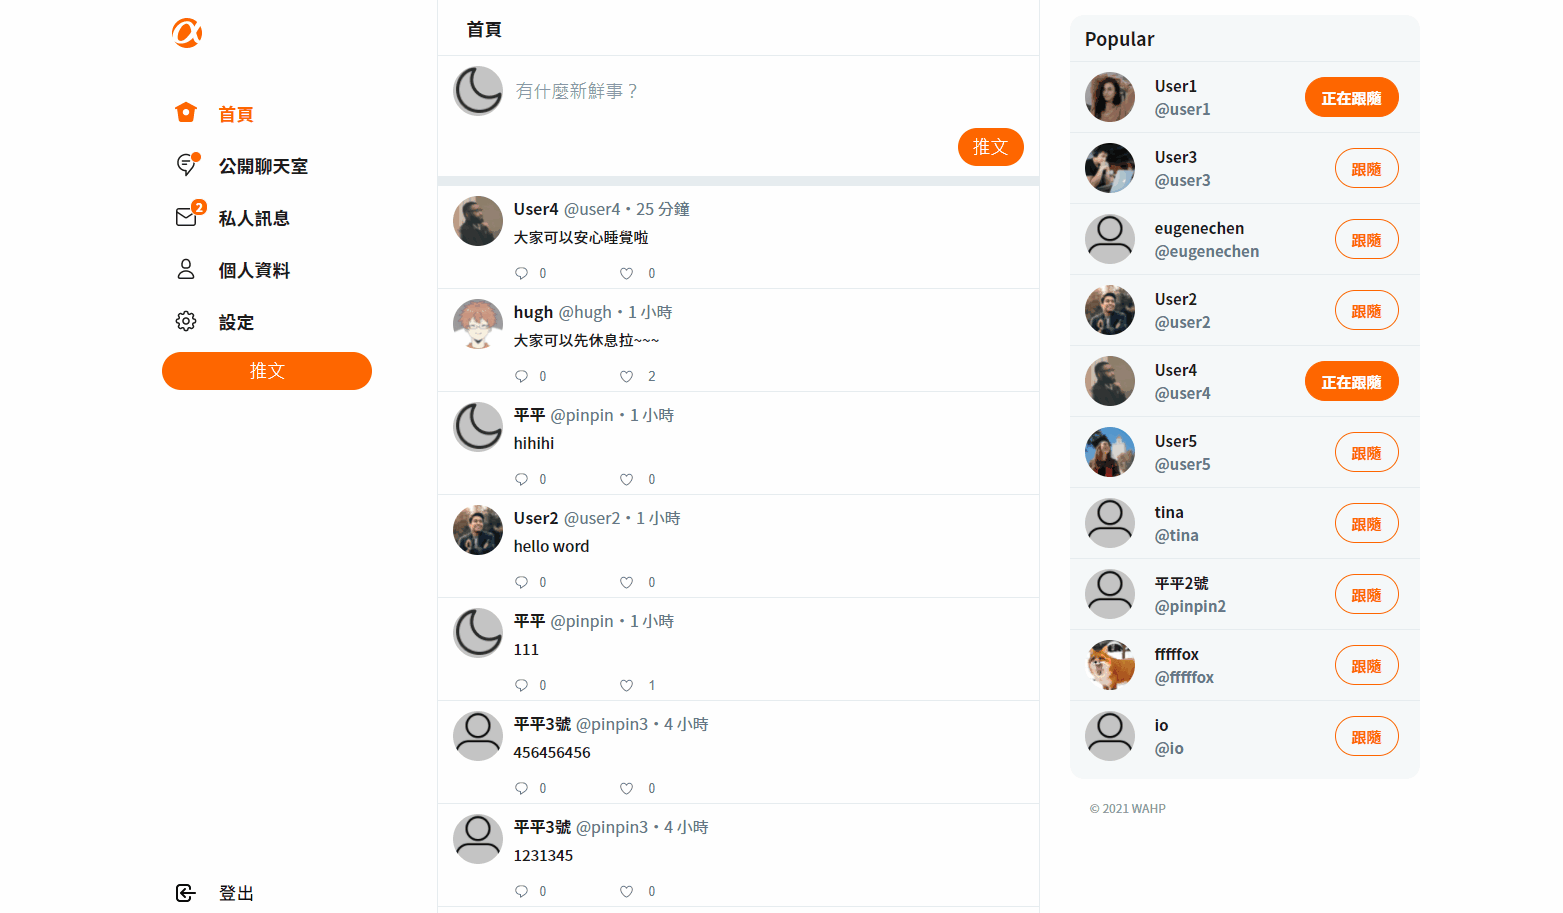 首頁
公開聊天室
2
私人訊息
個人資料
設定
推文
登出
首頁
有什麼新鮮事？
推文
User4 @user4・25 分鐘
大家可以安心睡覺啦
0 0
hugh @hugh・1 小時
大家可以先休息拉~~~
0 2
平平 @pinpin・1 小時
hihihi
0 0
User2 @user2・1 小時
hello word
0 0
平平 @pinpin・1 小時
111
0 1
平平3號 @pinpin3・4 小時
456456456
0 0
平平3號 @pinpin3・4 小時
1231345
0 0
Popular
User1
@user1
正在跟隨
User3
@user3
跟隨
eugenechen
@eugenechen
跟隨
User2
@user2
跟隨
User4
@user4
正在跟隨
User5
@user5
跟隨
tina
@tina
跟隨
平平2號
@pinpin2
跟隨
fffffox
@fffffox
跟隨
io
@io
跟隨
© 2021 WAHP